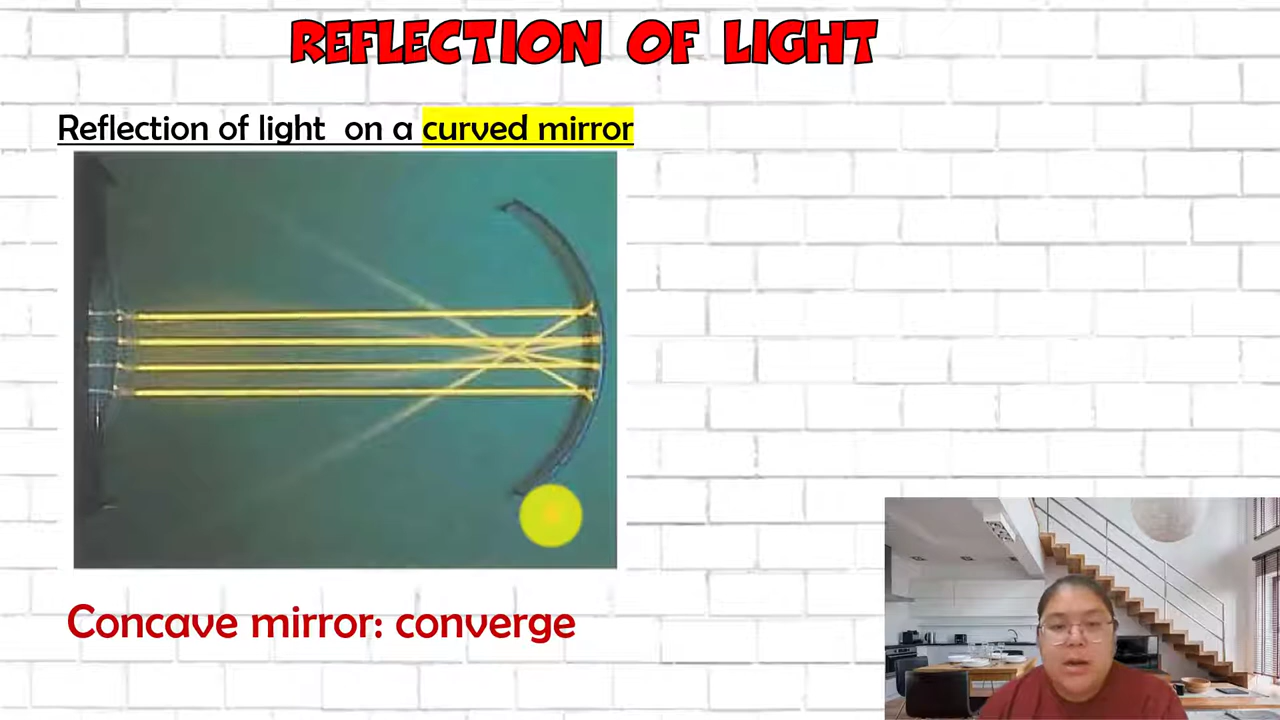 REFLECTION OF LIGHT
Reflection of light on a curved mirror
Concave mirror: converge